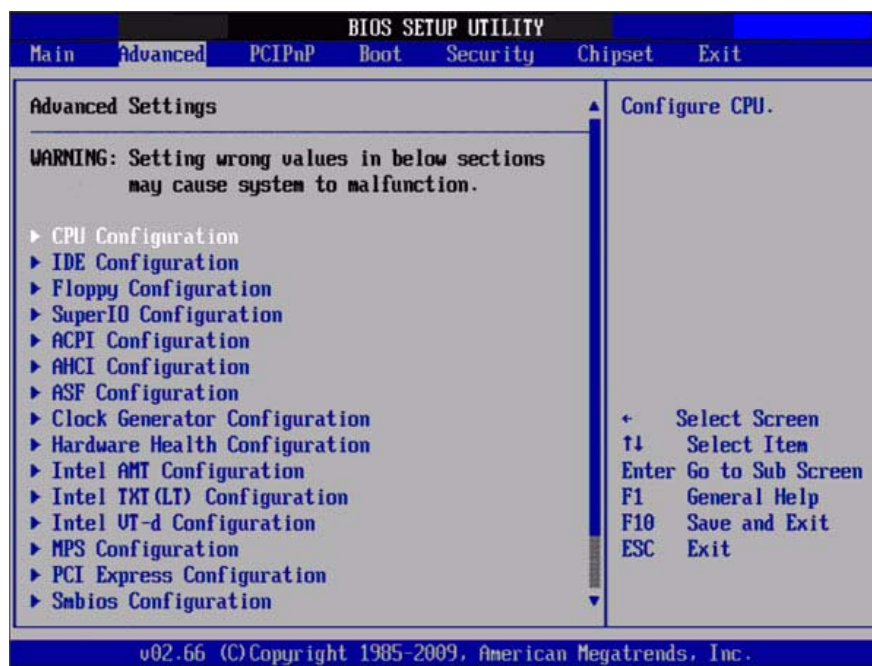 BIOS SETUP UTILITY
Main Advanced PCIPnP Boot Security Chipset Exit
Advanced Settings
WARNING: Setting wrong values in below sections
may cause system to malfunction.
► CPU Configuration
► IDE Configuration
► Floppy Configuration
► SuperIO Configuration
► ACPI Configuration
► AHCI Configuration
► ASF Configuration
► Clock Generator Configuration
► Hardware Health Configuration
► Intel AMT Configuration
► Intel TXT(LT) Configuration
► Intel VT-d Configuration
► MPS Configuration
► PCI Express Configuration
► Smbios Configuration
Configure CPU.
← Select Screen
↑↓ Select Item
Enter Go to Sub Screen
F1 General Help
F10 Save and Exit
ESC Exit
v02.66 (C)Copyright 1985-2009, American Megatrends, Inc.